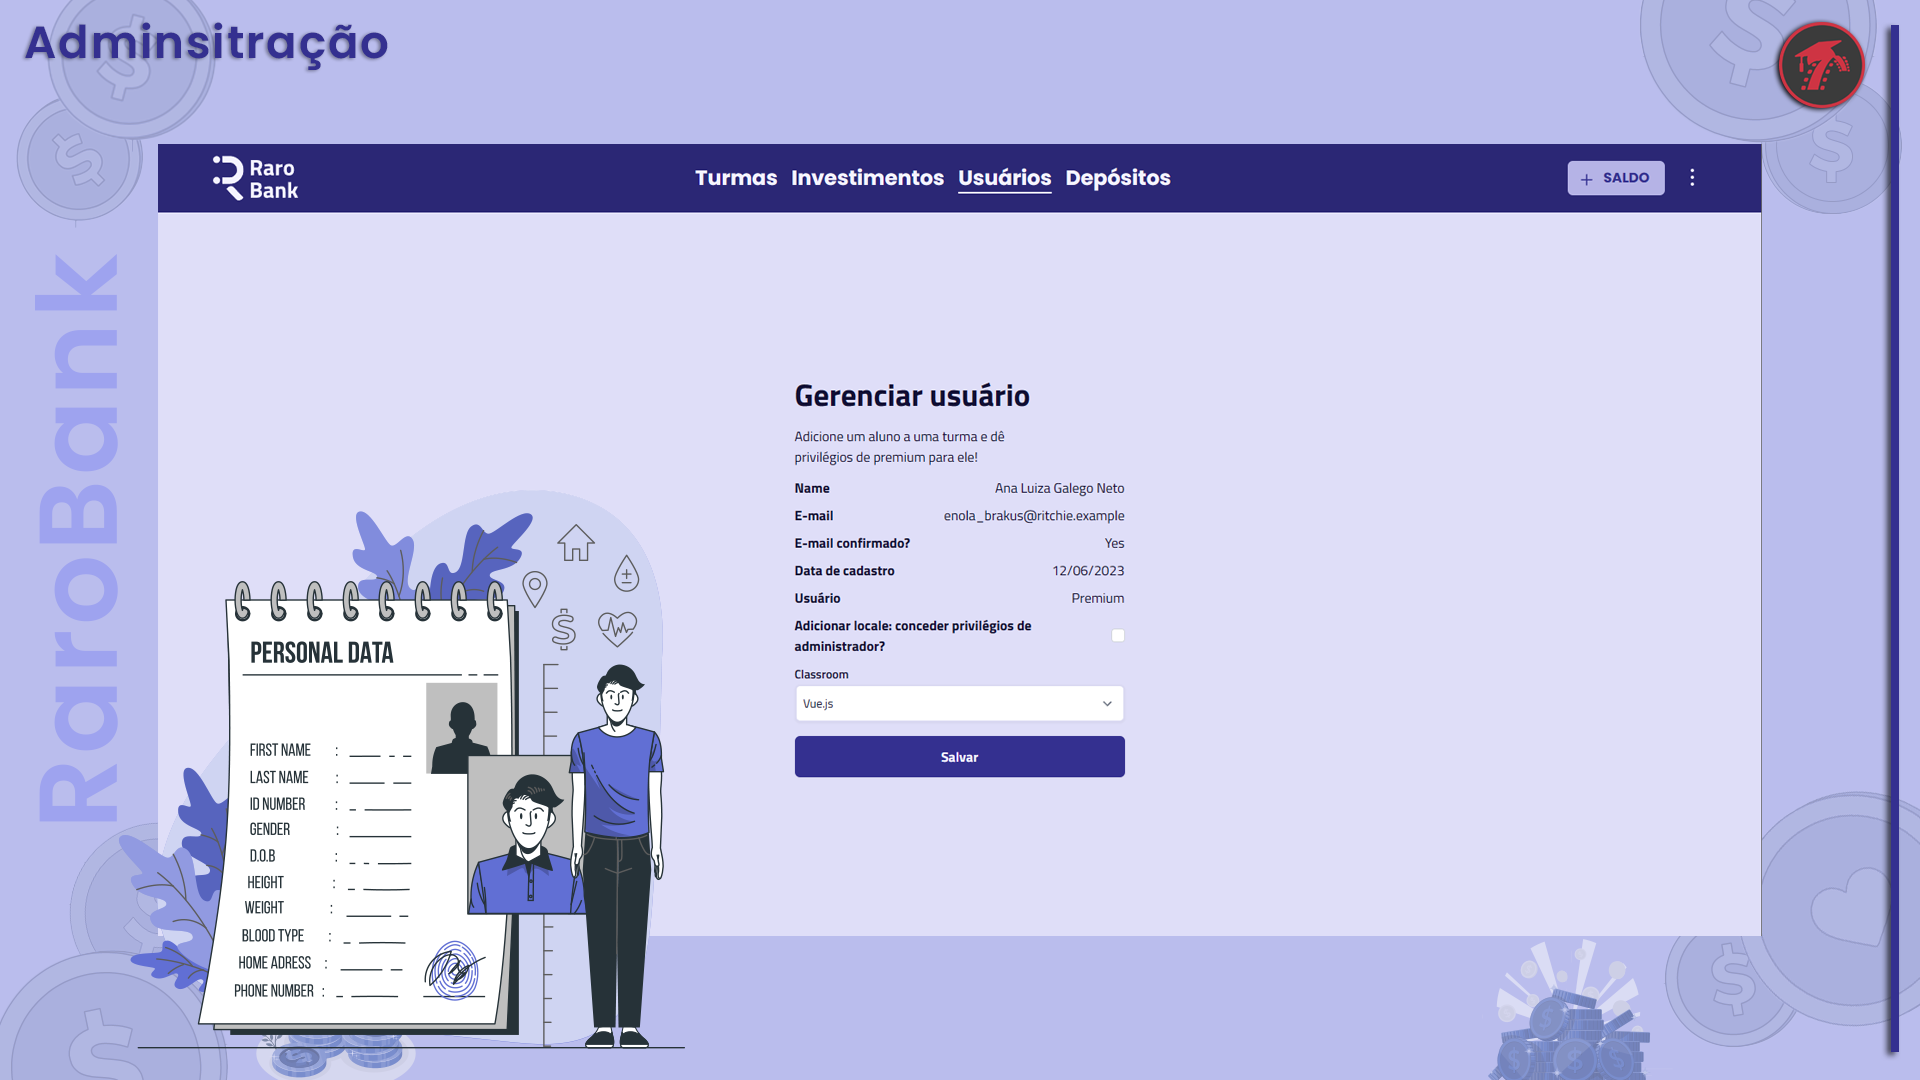 Adminsitração
RaroBank
Raro
Bank
Turmas Investimentos Usuários Depósitos
+ SALDO
Gerenciar usuário
Adicione um aluno a uma turma e dê
privilégios de premium para ele!
Name Ana Luiza Galego Neto
E-mail enola_brakus@ritchie.example
E-mail confirmado? Yes
Data de cadastro 12/06/2023
Usuário Premium
Adicionar locale: conceder privilégios de
administrador?
Classroom
Vue.js
Salvar
PERSONAL DATA
FIRST NAME :
LAST NAME :
ID NUMBER :
GENDER :
D.O.B :
HEIGHT :
WEIGHT :
BLOOD TYPE :
HOME ADRESS :
PHONE NUMBER :